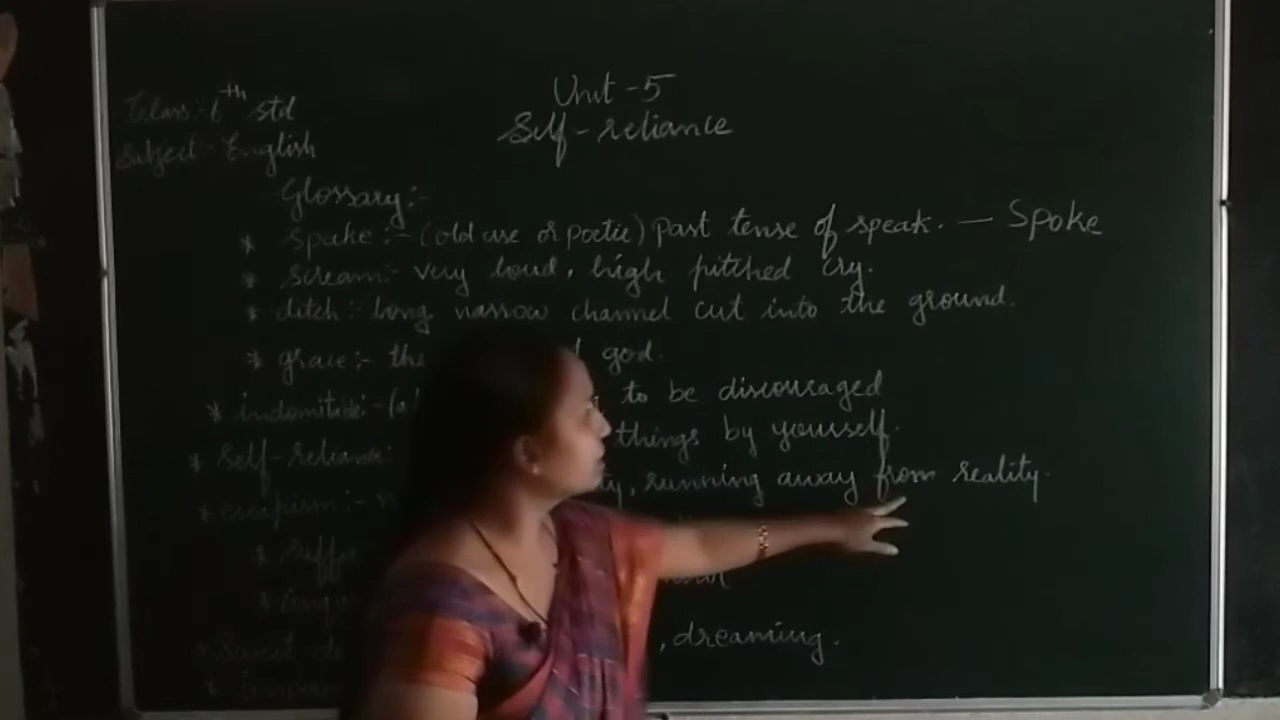 Class:- 6th std
Subject:- English
Unit -5
Self-reliance
Glossary:-
* Spake :- (old use or poetic) past tense of speak. — Spoke
* scream:- very loud, high pitched cry.
* ditch :- long narrow channel cut into the ground.
* grace :- the god.
* indomitable:- to be discouraged
* self-reliance: things by yourself.
* escapism:- running away from reality.
* Suffer
* Sweet , dreaming.